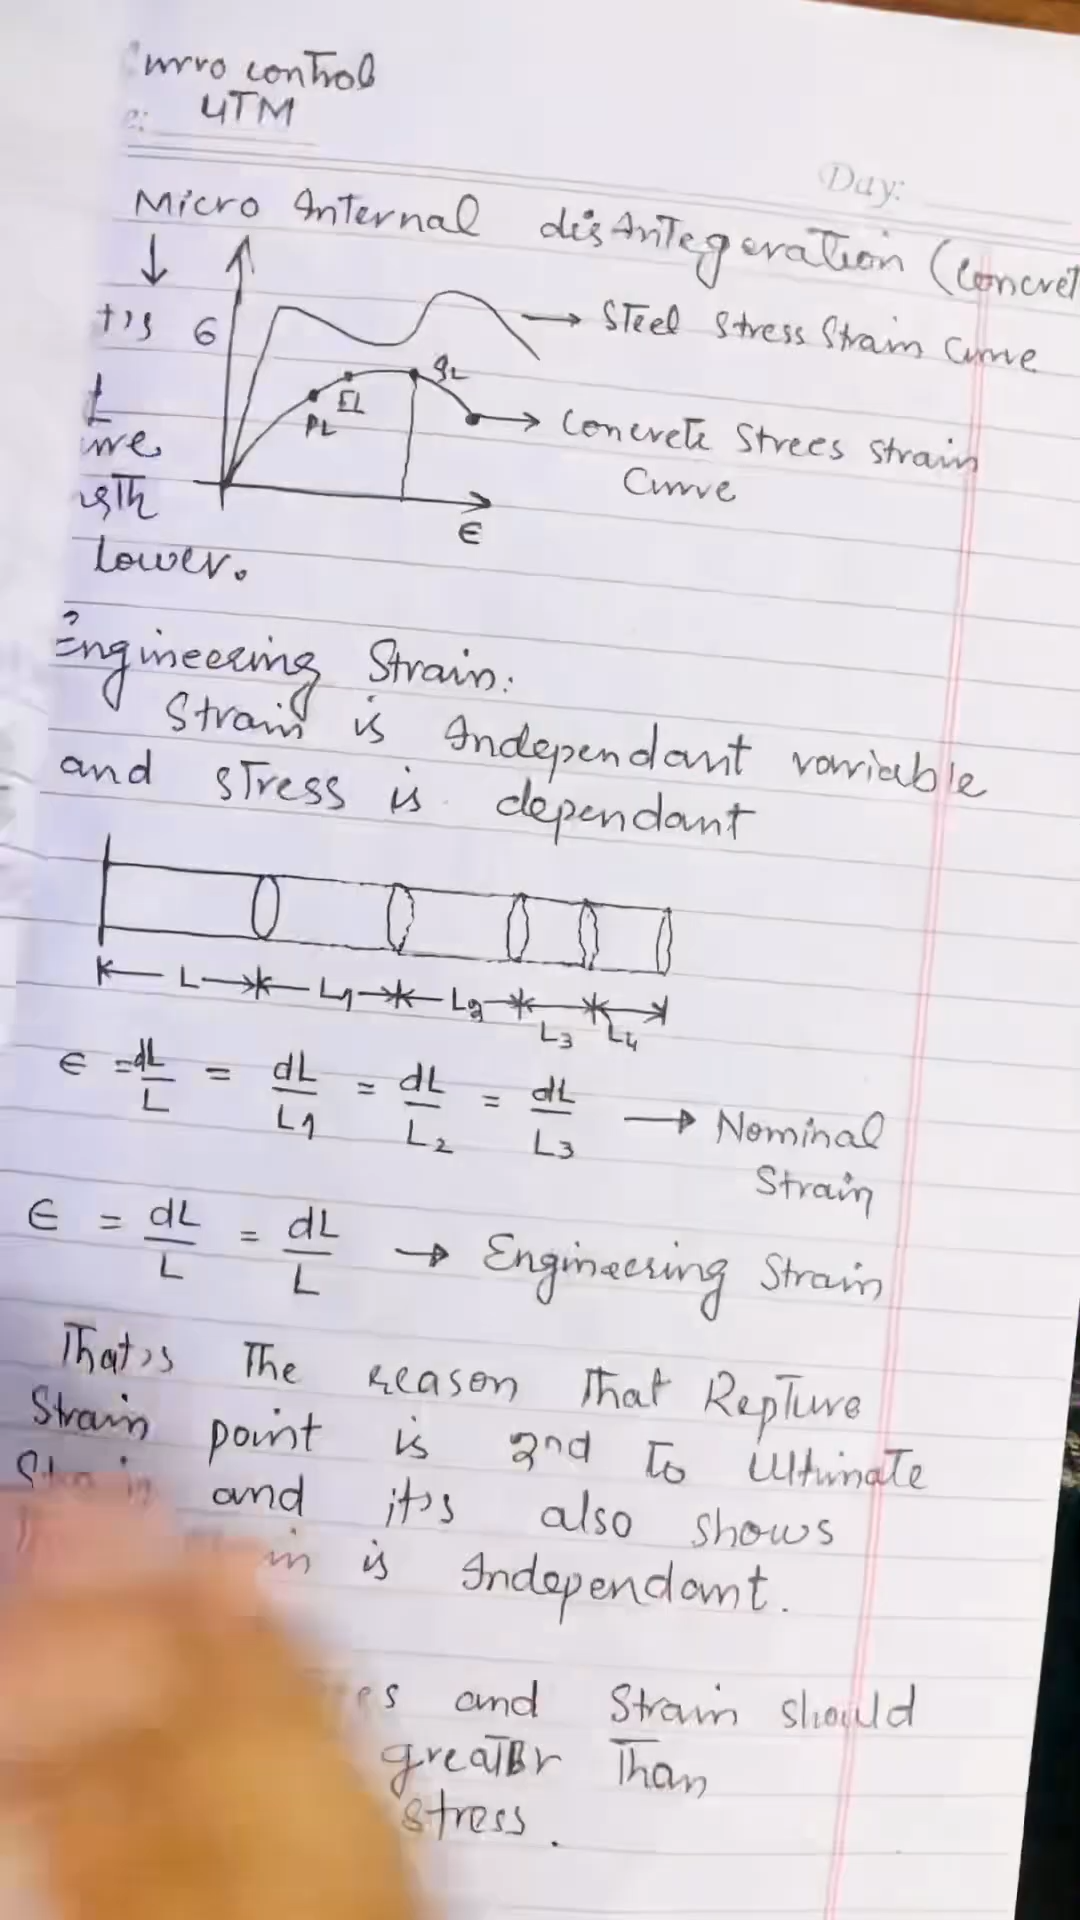 control
UTM
Day:
Micro Internal disintegeration (Concret
t's 6
PL EL
Steel Stress Strain Curve
Concrete Strees Strain
Curve
ϵ
Lower.
Engineering Strain:
Strain is Independant variable
and stress is dependant
L L1 L2 L3 L4
ϵ = dL/L = dL/L1 = dL/L2 = dL/L3 → Nominal
Strain
ϵ = dL/L = dL/L → Engineering Strain
That's The reason that Repture
Strain point is 2nd to Ultimate
and it's also shows
is Independant.
and Strain should
greater Than
stress.